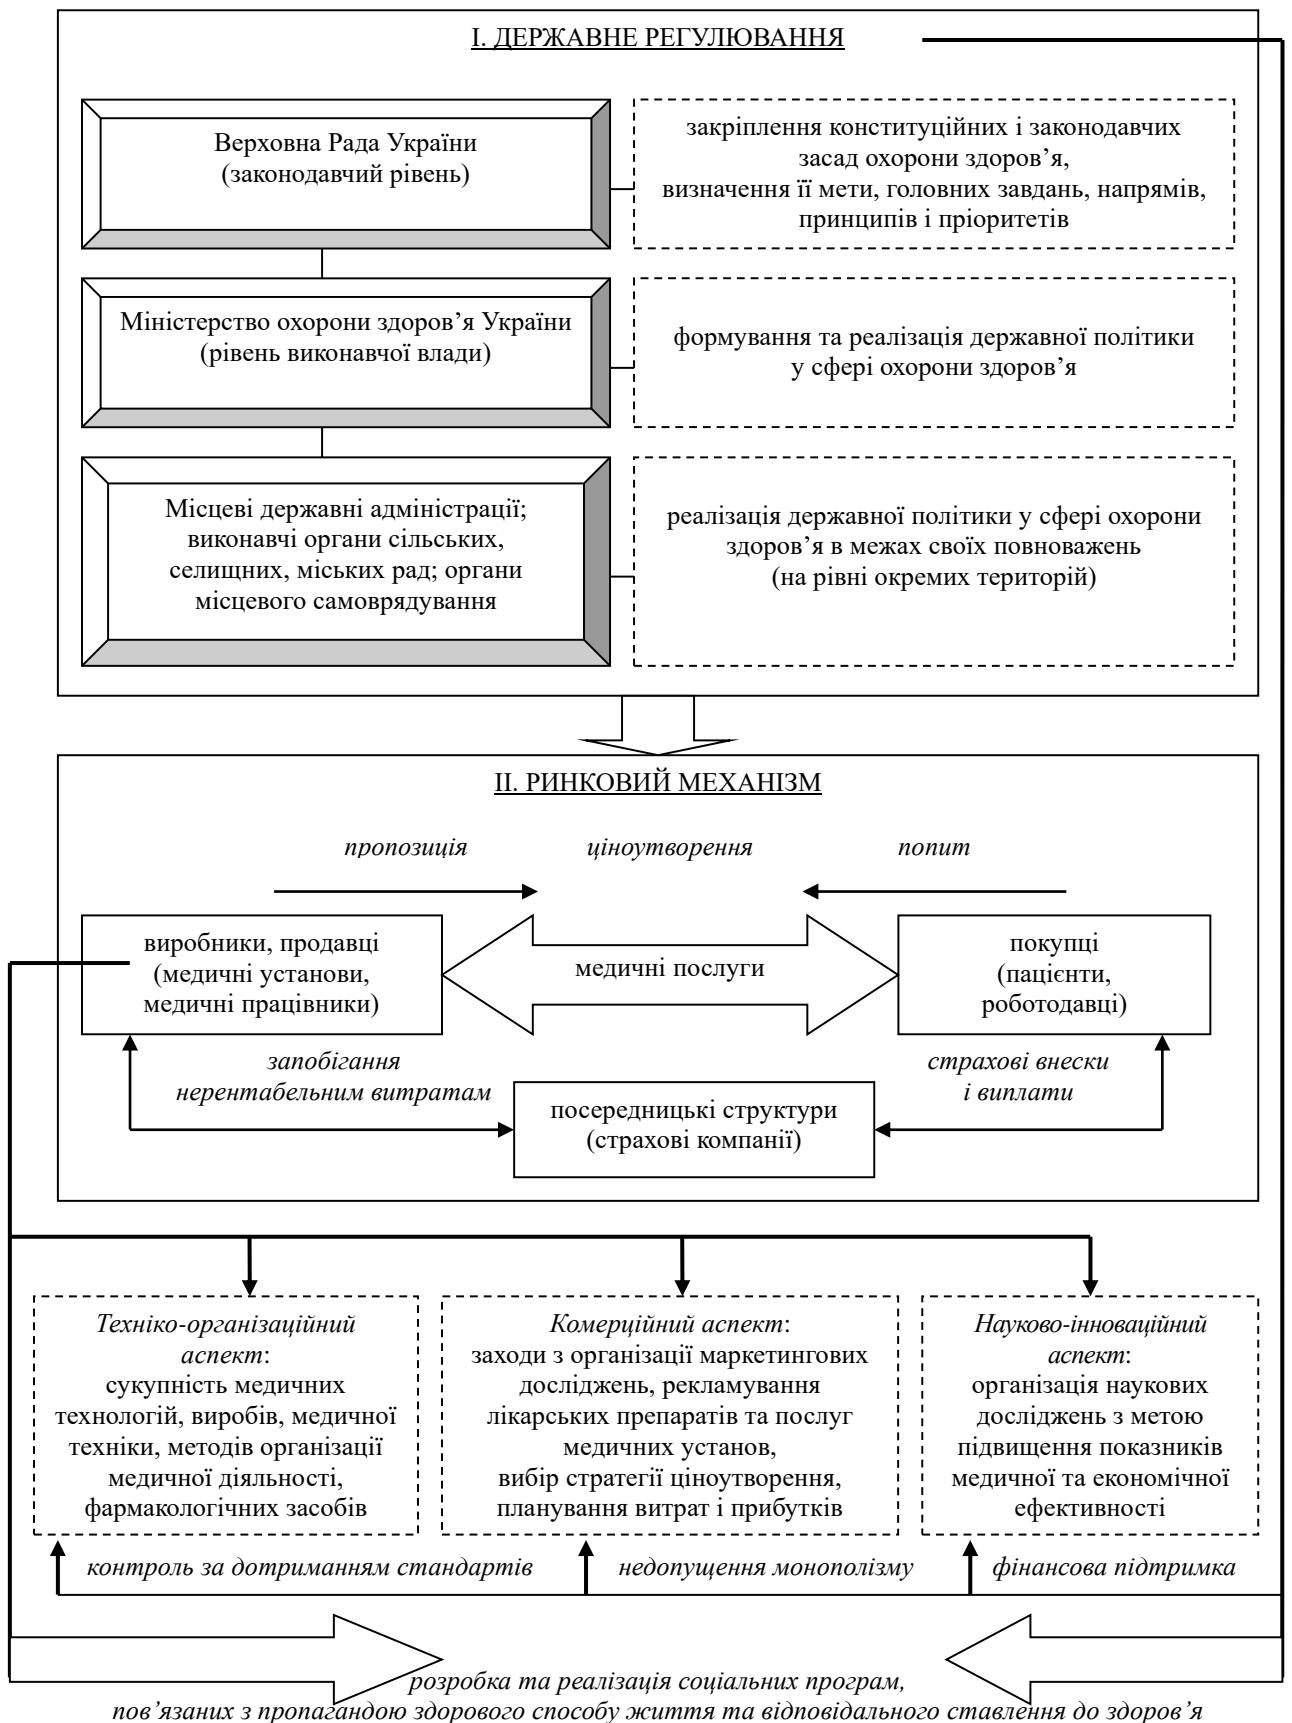 І. ДЕРЖАВНЕ РЕГУЛЮВАННЯ
Верховна Рада України
(законодавчий рівень)
закріплення конституційних і законодавчих
засад охорони здоров’я,
визначення її мети, головних завдань, напрямів,
принципів і пріоритетів
Міністерство охорони здоров’я України
(рівень виконавчої влади)
формування та реалізація державної політики
у сфері охорони здоров’я
Місцеві державні адміністрації;
виконавчі органи сільських,
селищних, міських рад; органи
місцевого самоврядування
реалізація державної політики у сфері охорони
здоров’я в межах своїх повноважень
(на рівні окремих територій)
ІІ. РИНКОВИЙ МЕХАНІЗМ
пропозиція
ціноутворення
попит
виробники, продавці
(медичні установи,
медичні працівники)
медичні послуги
покупці
(пацієнти,
роботодавці)
запобігання
нерентабельним витратам
страхові внески
і виплати
посередницькі структури
(страхові компанії)
Техніко-організаційний
аспект:
сукупність медичних
технологій, виробів, медичної
техніки, методів організації
медичної діяльності,
фармакологічних засобів
Комерційний аспект:
заходи з організації маркетингових
досліджень, рекламування
лікарських препаратів та послуг
медичних установ,
вибір стратегії ціноутворення,
планування витрат і прибутків
Науково-інноваційний
аспект:
організація наукових
досліджень з метою
підвищення показників
медичної та економічної
ефективності
контроль за дотриманням стандартів
недопущення монополізму
фінансова підтримка
розробка та реалізація соціальних програм,
пов’язаних з пропагандою здорового способу життя та відповідального ставлення до здоров’я